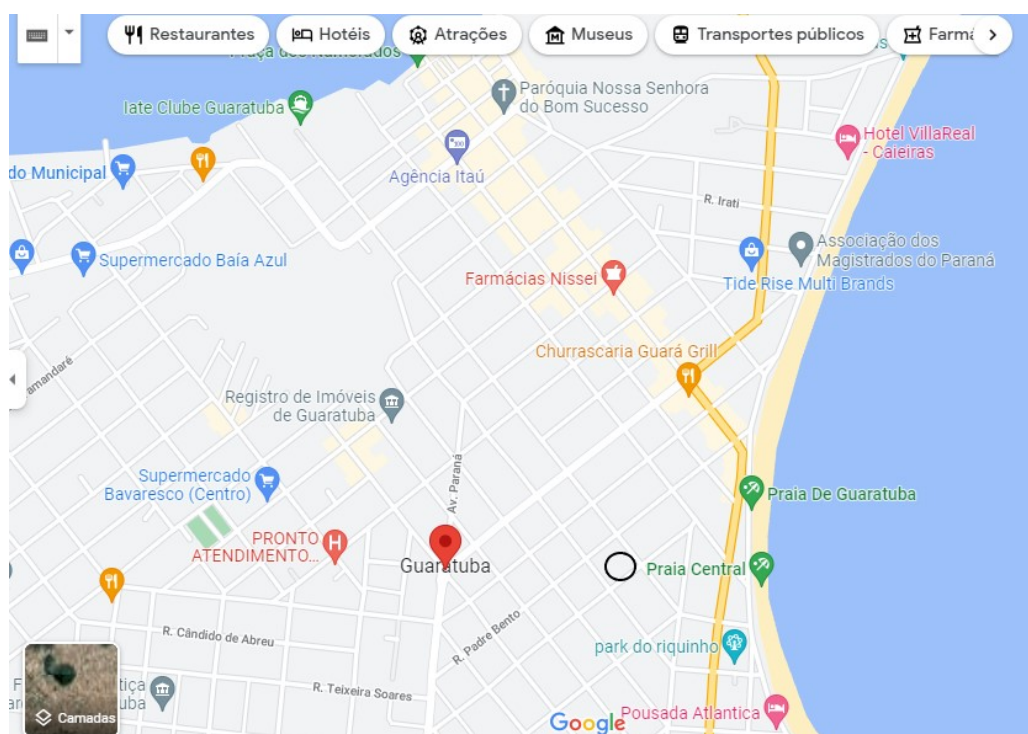 Restaurantes
Hotéis
Atrações
Museus
Transportes públicos
Farmá
Iate Clube Guaratuba
Paróquia Nossa Senhora
do Bom Sucesso
Hotel VillaReal
- Caieiras
do Municipal
Agência Itaú
R. Irati
Supermercado Baía Azul
Associação dos
Magistrados do Paraná
Farmácias Nissei
Tide Rise Multi Brands
Churrascaria Guará Grill
amandaré
Registro de Imóveis
de Guaratuba
Av. Paraná
Supermercado
Bavaresco (Centro)
Praia De Guaratuba
PRONTO
ATENDIMENTO...
Guaratuba
Praia Central
R. Padre Bento
R. Cândido de Abreu
park do riquinho
R. Teixeira Soares
tiça
uba
Camadas
Google
Pousada Atlantica